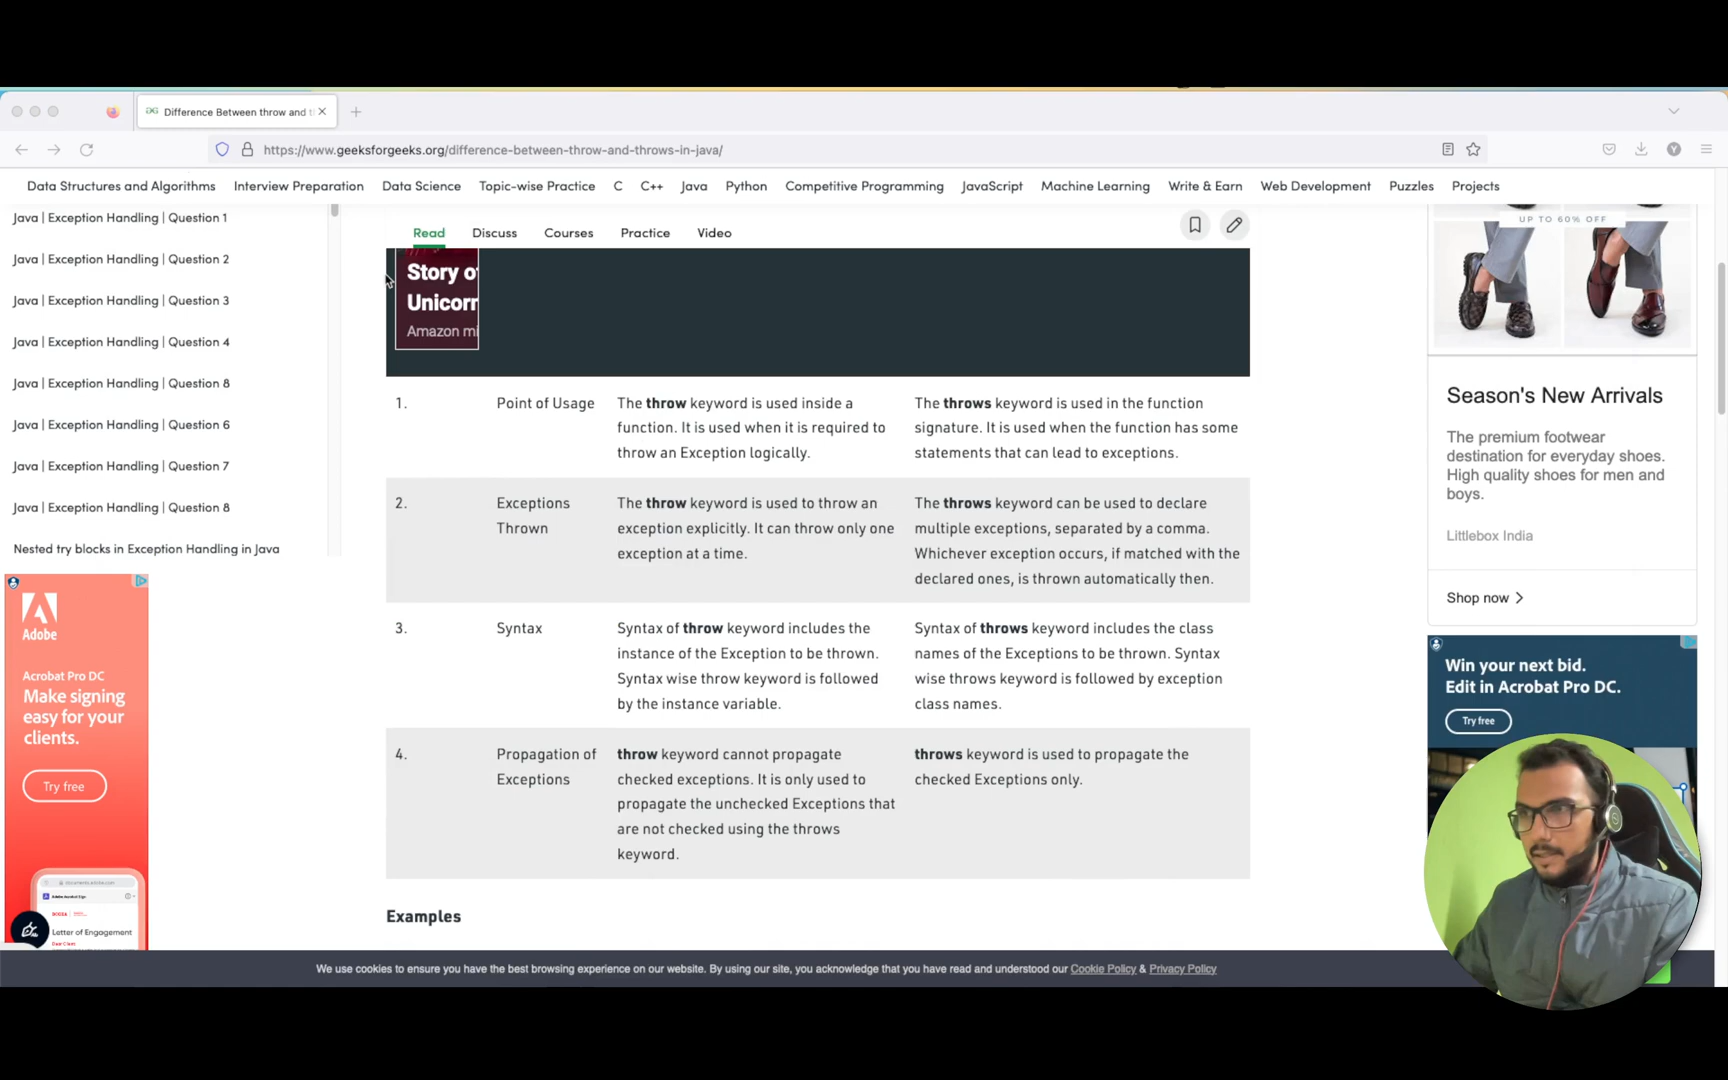 Difference Between throw and t
https://www.geeksforgeeks.org/difference-between-throw-and-throws-in-java/
Data Structures and Algorithms Interview Preparation Data Science Topic-wise Practice C C++ Java Python Competitive Programming JavaScript Machine Learning Write & Earn Web Development Puzzles Projects
Java | Exception Handling | Question 1
Java | Exception Handling | Question 2
Java | Exception Handling | Question 3
Java | Exception Handling | Question 4
Java | Exception Handling | Question 8
Java | Exception Handling | Question 6
Java | Exception Handling | Question 7
Java | Exception Handling | Question 8
Nested try blocks in Exception Handling in Java
Adobe
Acrobat Pro DC
Make signing
easy for your
clients.
Try free
Letter of Engagement
Read Discuss Courses Practice Video
Story o
Unicorn
Amazon mi
1.
Point of Usage
The throw keyword is used inside a
function. It is used when it is required to
throw an Exception logically.
The throws keyword is used in the function
signature. It is used when the function has some
statements that can lead to exceptions.
2.
Exceptions
Thrown
The throw keyword is used to throw an
exception explicitly. It can throw only one
exception at a time.
The throws keyword can be used to declare
multiple exceptions, separated by a comma.
Whichever exception occurs, if matched with the
declared ones, is thrown automatically then.
3.
Syntax
Syntax of throw keyword includes the
instance of the Exception to be thrown.
Syntax wise throw keyword is followed
by the instance variable.
Syntax of throws keyword includes the class
names of the Exceptions to be thrown. Syntax
wise throws keyword is followed by exception
class names.
4.
Propagation of
Exceptions
throw keyword cannot propagate
checked exceptions. It is only used to
propagate the unchecked Exceptions that
are not checked using the throws
keyword.
throws keyword is used to propagate the
checked Exceptions only.
Examples
UP TO 60% OFF
Season's New Arrivals
The premium footwear
destination for everyday shoes.
High quality shoes for men and
boys.
Littlebox India
Shop now
Win your next bid.
Edit in Acrobat Pro DC.
Try free
We use cookies to ensure you have the best browsing experience on our website. By using our site, you acknowledge that you have read and understood our Cookie Policy & Privacy Policy